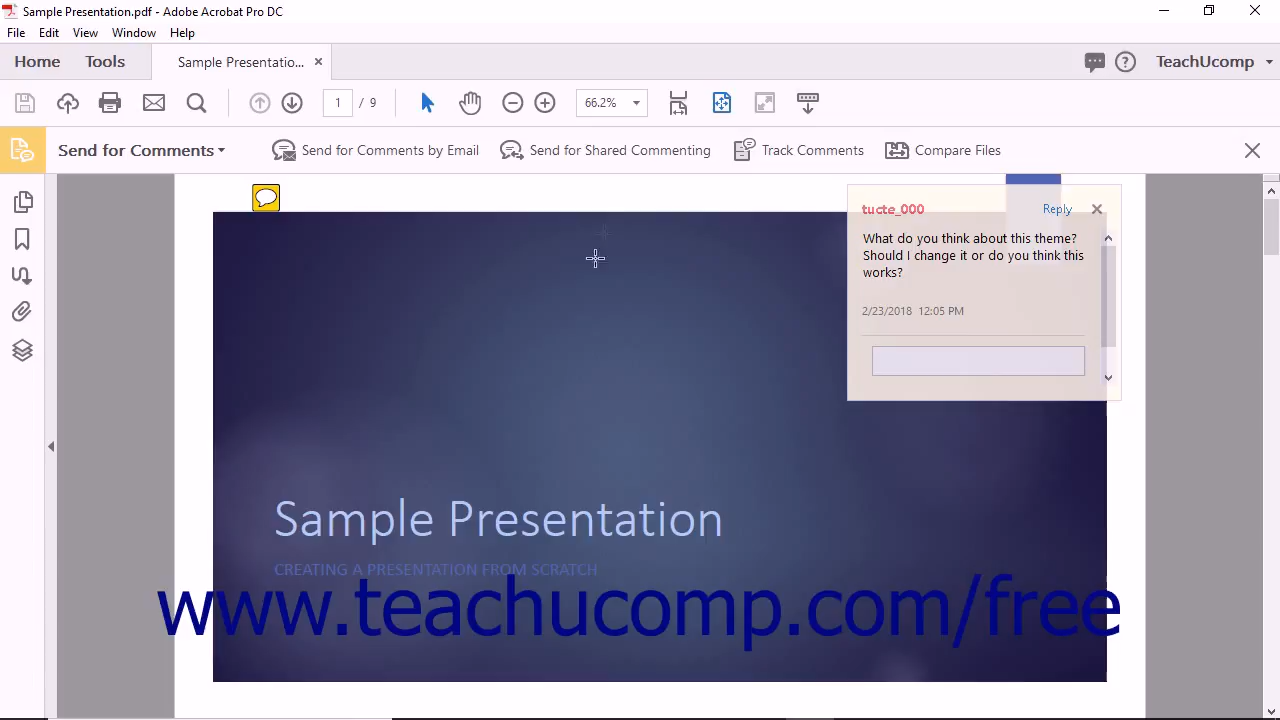 Sample Presentation.pdf - Adobe Acrobat Pro DC
File Edit View Window Help
Home Tools Sample Presentatio... TeachUcomp
1 / 9 66.2%
Send for Comments Send for Comments by Email Send for Shared Commenting Track Comments Compare Files
tucte_000 Reply
What do you think about this theme?
Should I change it or do you think this
works?
2/23/2018 12:05 PM
Sample Presentation
CREATING A PRESENTATION FROM SCRATCH
www.teachucomp.com/free